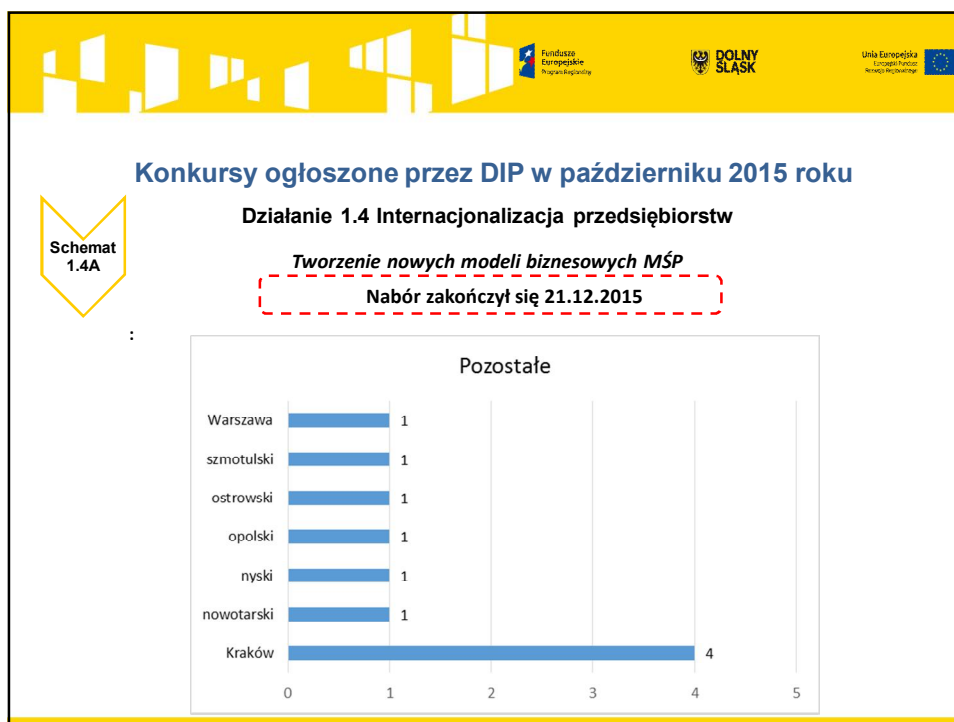 Fundusze
Europejskie
Program Regionalny
DOLNY
ŚLĄSK
Unia Europejska
Europejski Fundusz
Rozwoju Regionalnego
Konkursy ogłoszone przez DIP w październiku 2015 roku
Działanie 1.4 Internacjonalizacja przedsiębiorstw
Schemat
1.4A
Tworzenie nowych modeli biznesowych MŚP
Nabór zakończył się 21.12.2015
:
Pozostałe
Warszawa 1
szmotulski 1
ostrowski 1
opolski 1
nyski 1
nowotarski 1
Kraków 4
0 1 2 3 4 5